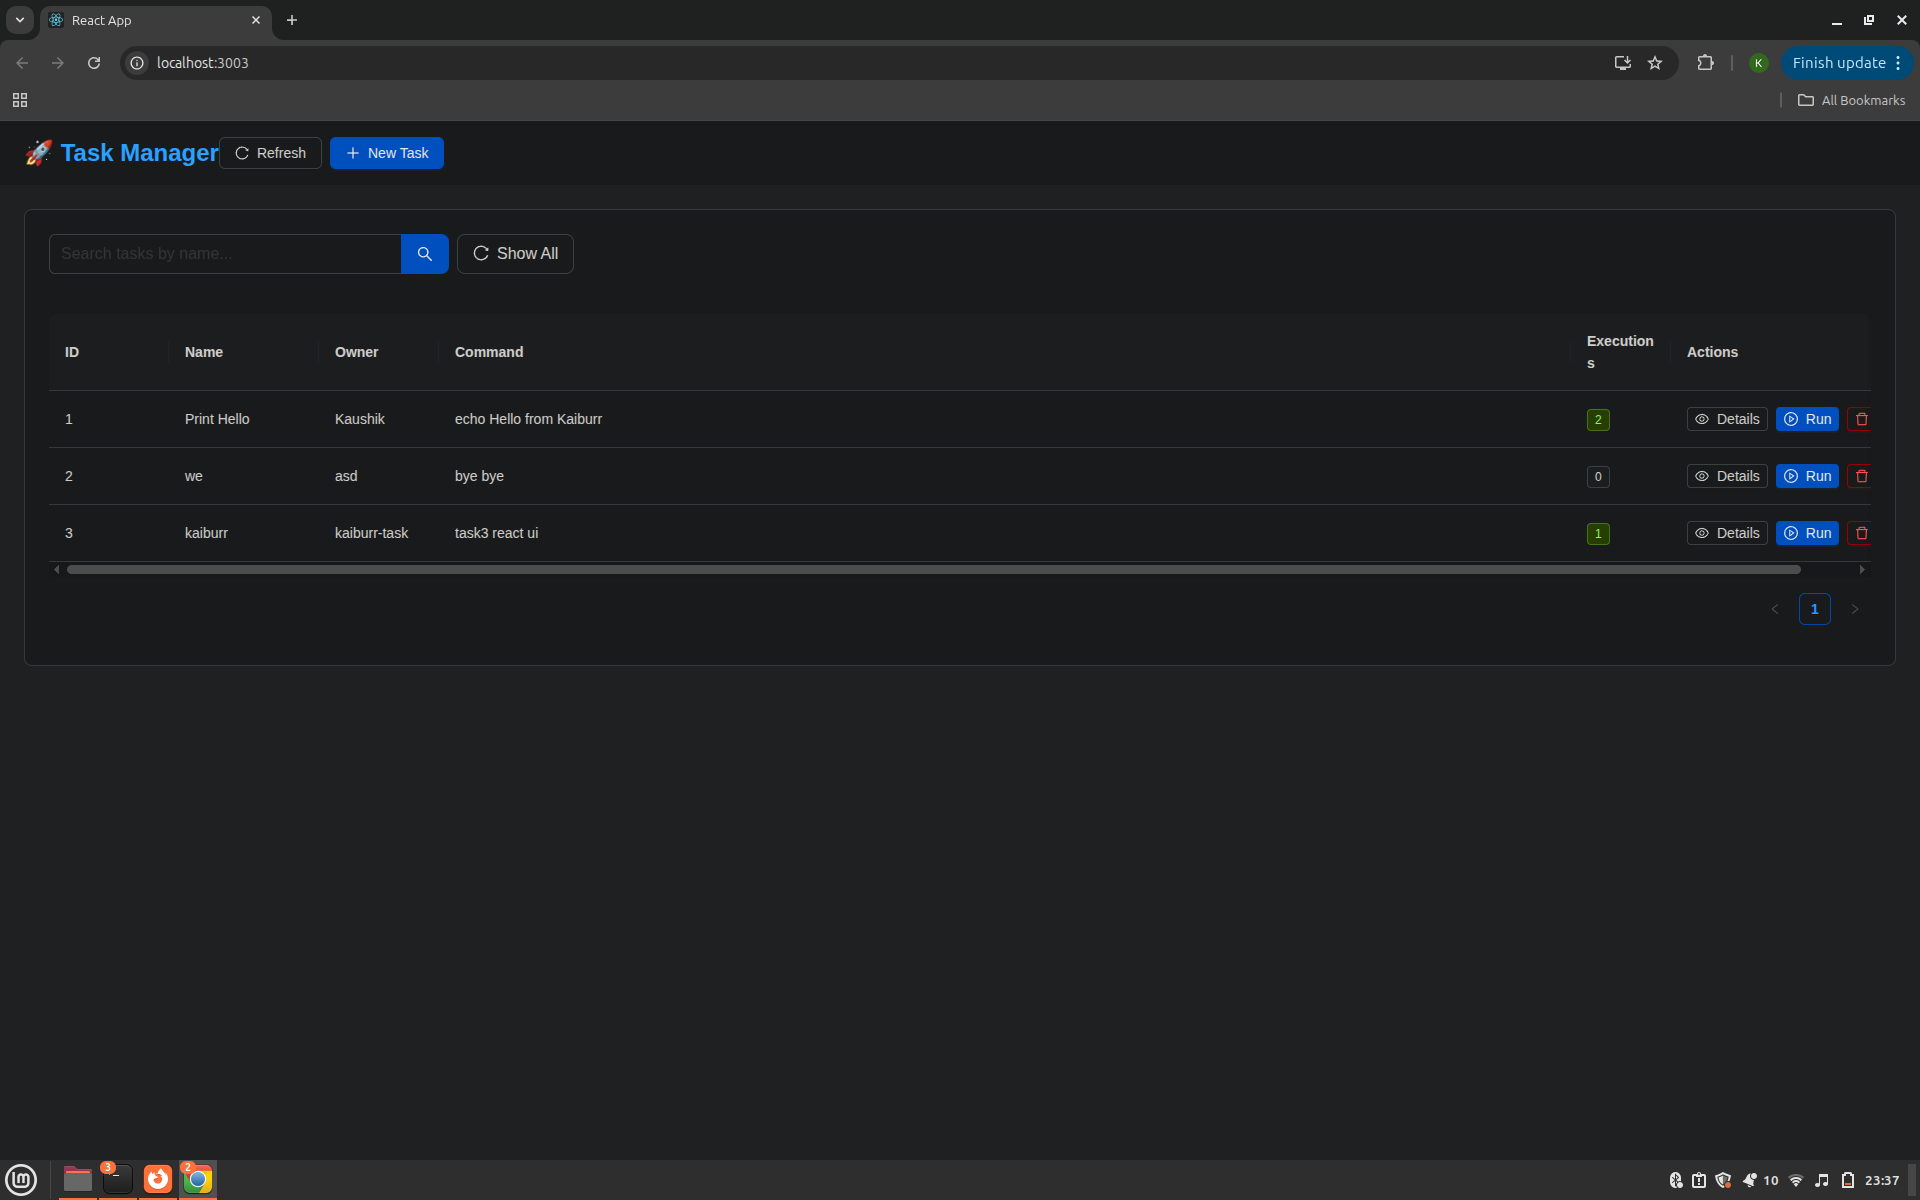 React App
localhost:3003
K
Finish update
All Bookmarks
🚀 Task Manager
Refresh
New Task
Search tasks by name...
Show All
ID Name Owner Command Executions Actions
1 Print Hello Kaushik echo Hello from Kaiburr 2 Details Run
2 we asd bye bye 0 Details Run
3 kaiburr kaiburr-task task3 react ui 1 Details Run
1
3
2
10
23:37